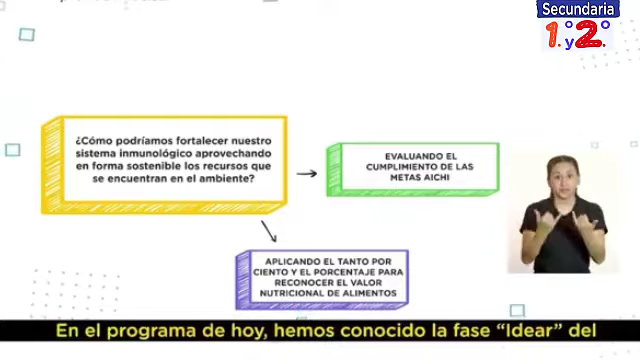 Secundaria
1.° y 2.°
¿Cómo podríamos fortalecer nuestro
sistema inmunológico aprovechando
en forma sostenible los recursos que
se encuentran en el ambiente?
EVALUANDO EL
CUMPLIMIENTO DE LAS
METAS AICHI
APLICANDO EL TANTO POR
CIENTO Y EL PORCENTAJE PARA
RECONOCER EL VALOR
NUTRICIONAL DE ALIMENTOS
En el programa de hoy, hemos conocido la fase “Idear” del